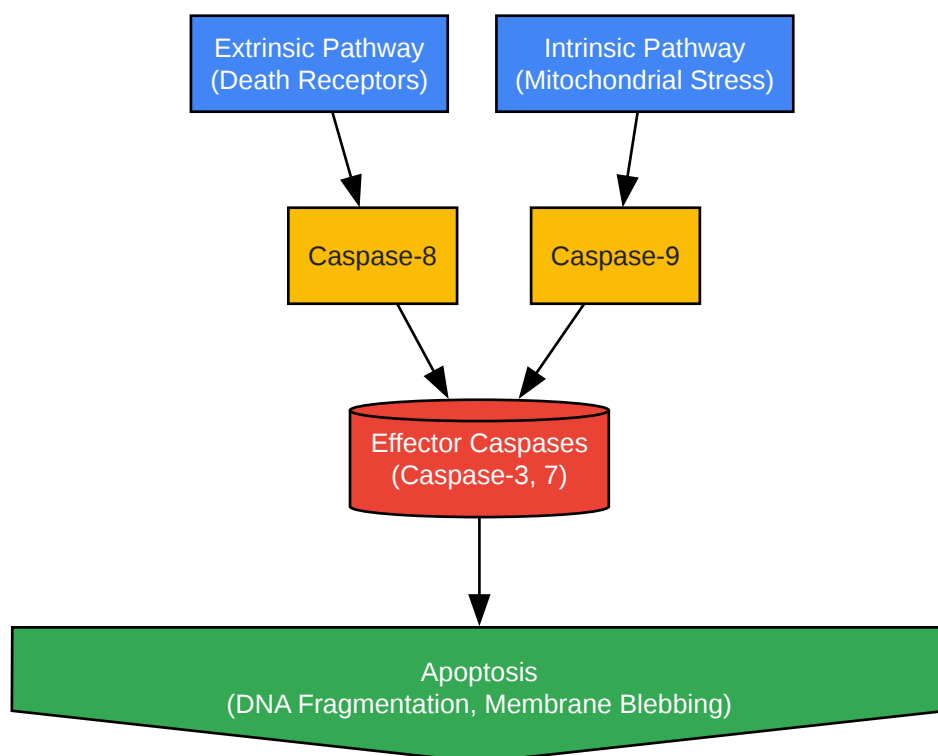 Extrinsic Pathway
(Death Receptors)
Intrinsic Pathway
(Mitochondrial Stress)
Caspase-8
Caspase-9
Effector Caspases
(Caspase-3, 7)
Apoptosis
(DNA Fragmentation, Membrane Blebbing)